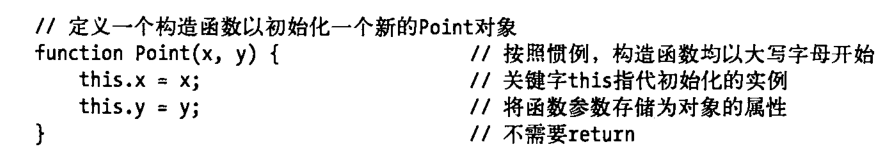 // 定义一个构造函数以初始化一个新的Point对象
function Point(x, y) { // 按照惯例，构造函数均以大写字母开始
    this.x = x; // 关键字this指代初始化的实例
    this.y = y; // 将函数参数存储为对象的属性
} // 不需要return